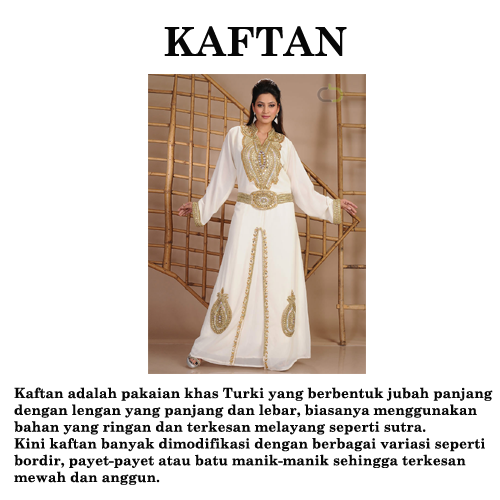 KAFTAN
Kaftan adalah pakaian khas Turki yang berbentuk jubah panjang
dengan lengan yang panjang dan lebar, biasanya menggunakan
bahan yang ringan dan terkesan melayang seperti sutra.
Kini kaftan banyak dimodifikasi dengan berbagai variasi seperti
bordir, payet-payet atau batu manik-manik sehingga terkesan
mewah dan anggun.